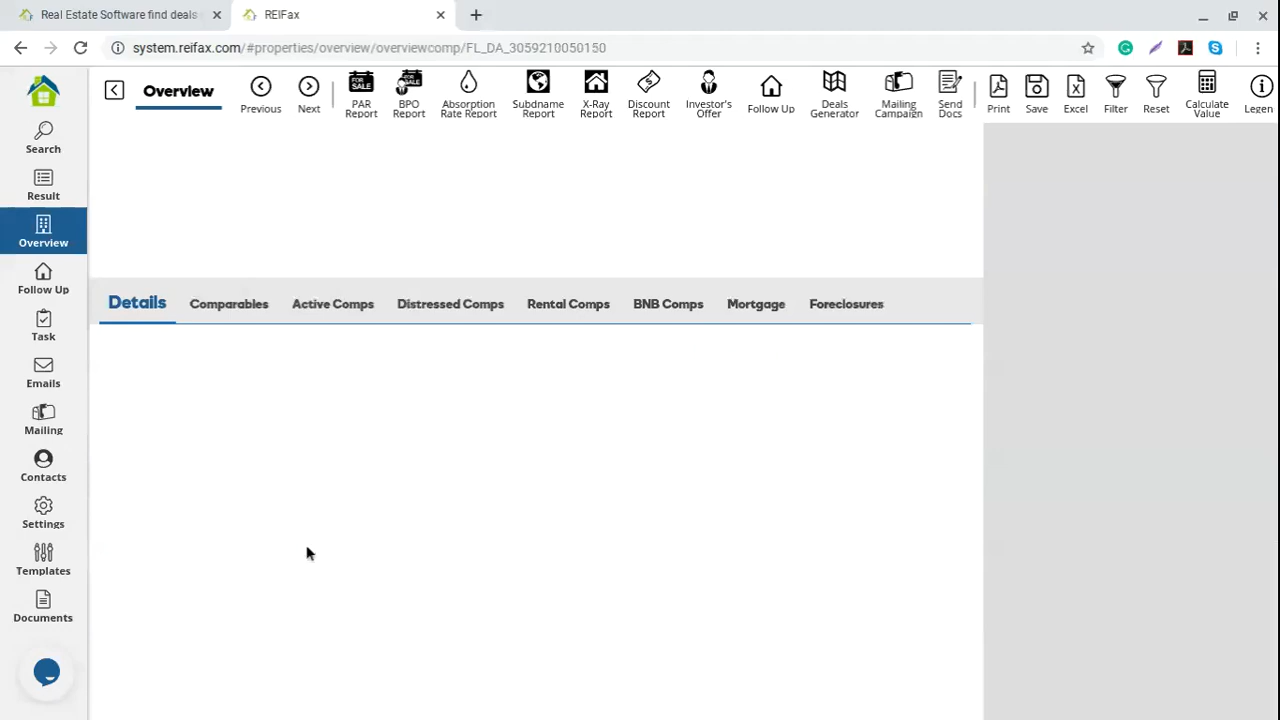 Real Estate Software find deals
REIFax
system.reifax.com/#properties/overview/overviewcomp/FL_DA_3059210050150
Overview
Previous
Next
PAR
Report
BPO
Report
Absorption
Rate Report
Subdname
Report
X-Ray
Report
Discount
Report
Investor's
Offer
Follow Up
Deals
Generator
Mailing
Campaign
Send
Docs
Print
Save
Excel
Filter
Reset
Calculate
Value
Legen
Search
Result
Overview
Follow Up
Task
Emails
Mailing
Contacts
Settings
Templates
Documents
Details Comparables Active Comps Distressed Comps Rental Comps BNB Comps Mortgage Foreclosures